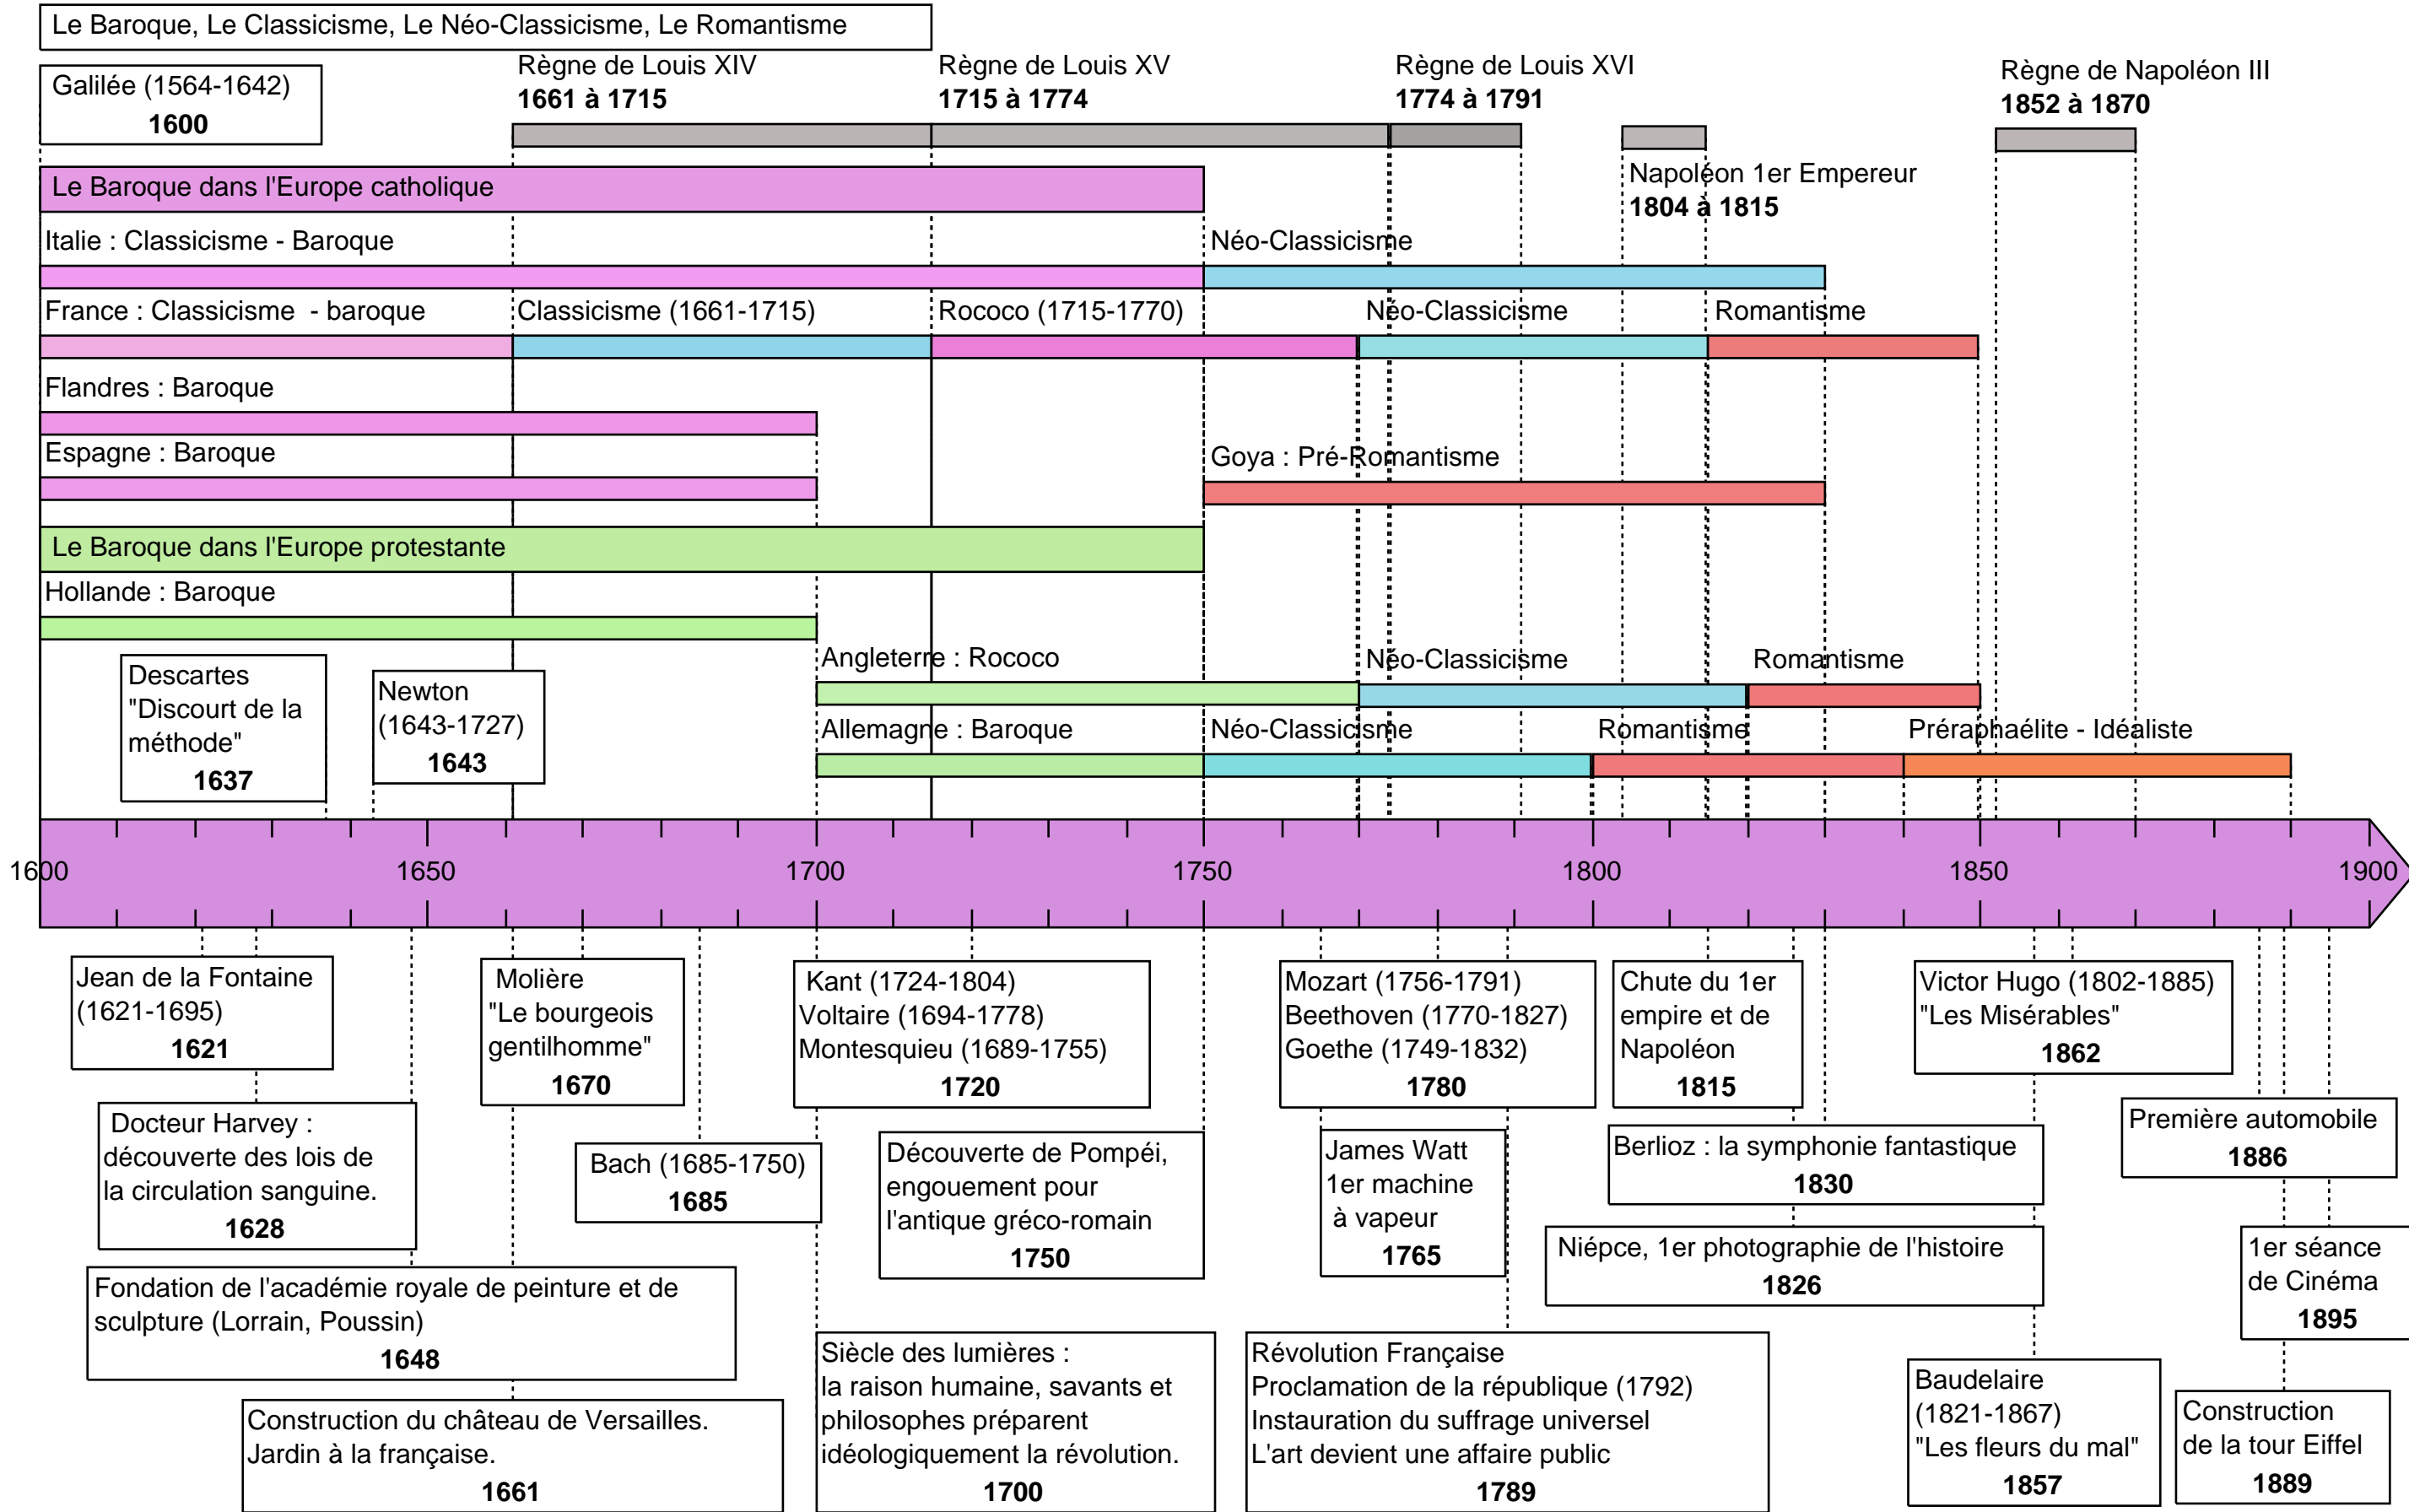 Le Baroque, Le Classicisme, Le Néo-Classicisme, Le Romantisme
Galilée (1564-1642)
1600
Règne de Louis XIV
1661 à 1715
Règne de Louis XV
1715 à 1774
Règne de Louis XVI
1774 à 1791
Règne de Napoléon III
1852 à 1870
Napoléon 1er Empereur
1804 à 1815
Le Baroque dans l'Europe catholique
Italie : Classicisme - Baroque
Néo-Classicisme
France : Classicisme - baroque
Classicisme (1661-1715)
Rococo (1715-1770)
Néo-Classicisme
Romantisme
Flandres : Baroque
Espagne : Baroque
Goya : Pré-Romantisme
Le Baroque dans l'Europe protestante
Hollande : Baroque
Angleterre : Rococo
Néo-Classicisme
Romantisme
Allemagne : Baroque
Néo-Classicisme
Romantisme
Préraphaélite - Idéaliste
Descartes
"Discourt de la
méthode"
1637
Newton
(1643-1727)
1643
1600
1650
1700
1750
1800
1850
1900
Jean de la Fontaine
(1621-1695)
1621
Docteur Harvey :
découverte des lois de
la circulation sanguine.
1628
Fondation de l'académie royale de peinture et de
sculpture (Lorrain, Poussin)
1648
Construction du château de Versailles.
Jardin à la française.
1661
Molière
"Le bourgeois
gentilhomme"
1670
Bach (1685-1750)
1685
Kant (1724-1804)
Voltaire (1694-1778)
Montesquieu (1689-1755)
1720
Découverte de Pompéi,
engouement pour
l'antique gréco-romain
1750
Siècle des lumières :
la raison humaine, savants et
philosophes préparent
idéologiquement la révolution.
1700
Mozart (1756-1791)
Beethoven (1770-1827)
Goethe (1749-1832)
1780
James Watt
1er machine
à vapeur
1765
Révolution Française
Proclamation de la république (1792)
Instauration du suffrage universel
L'art devient une affaire public
1789
Chute du 1er
empire et de
Napoléon
1815
Berlioz : la symphonie fantastique
1830
Niépce, 1er photographie de l'histoire
1826
Victor Hugo (1802-1885)
"Les Misérables"
1862
Baudelaire
(1821-1867)
"Les fleurs du mal"
1857
Première automobile
1886
1er séance
de Cinéma
1895
Construction
de la tour Eiffel
1889